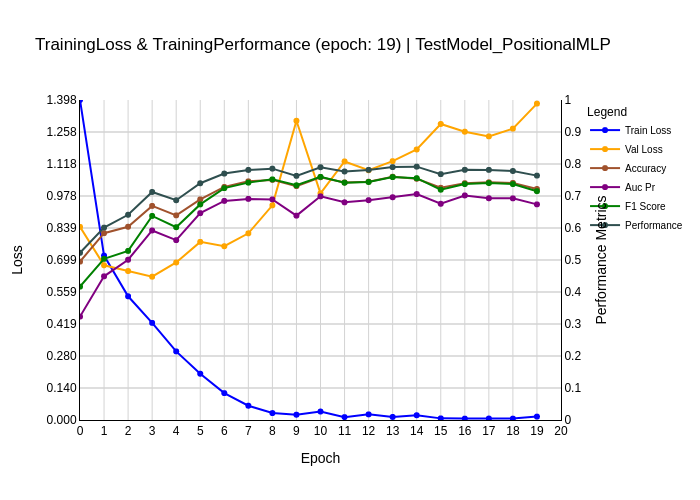 TrainingLoss & TrainingPerformance (epoch: 19) | TestModel_PositionalMLP
Legend
Train Loss
Val Loss
Accuracy
Auc Pr
F1 Score
Performance
1.398
1.258
1.118
0.978
0.839
0.699
0.559
0.419
0.280
0.140
0.000
Loss
1
0.9
0.8
0.7
0.6
0.5
0.4
0.3
0.2
0.1
0
Performance Metrics
0 1 2 3 4 5 6 7 8 9 10 11 12 13 14 15 16 17 18 19 20
Epoch